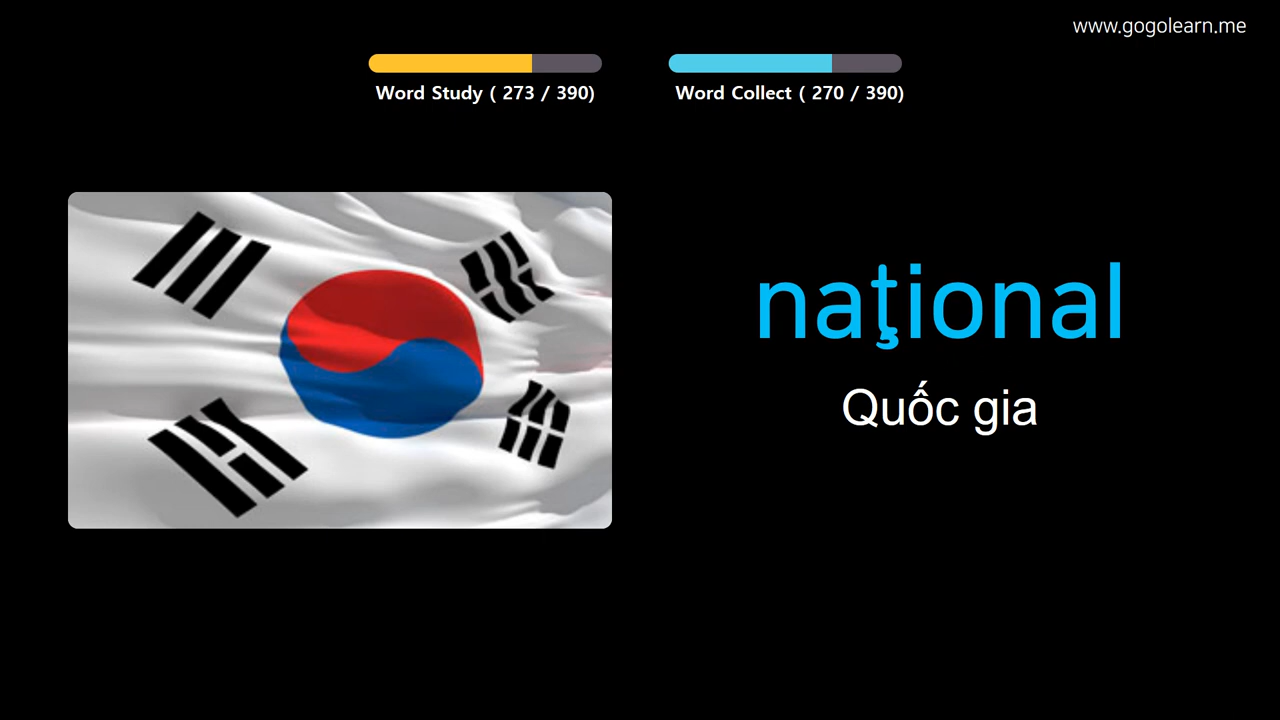 www.gogolearn.me
Word Study ( 273 / 390)
Word Collect ( 270 / 390)
naţional
Quốc gia